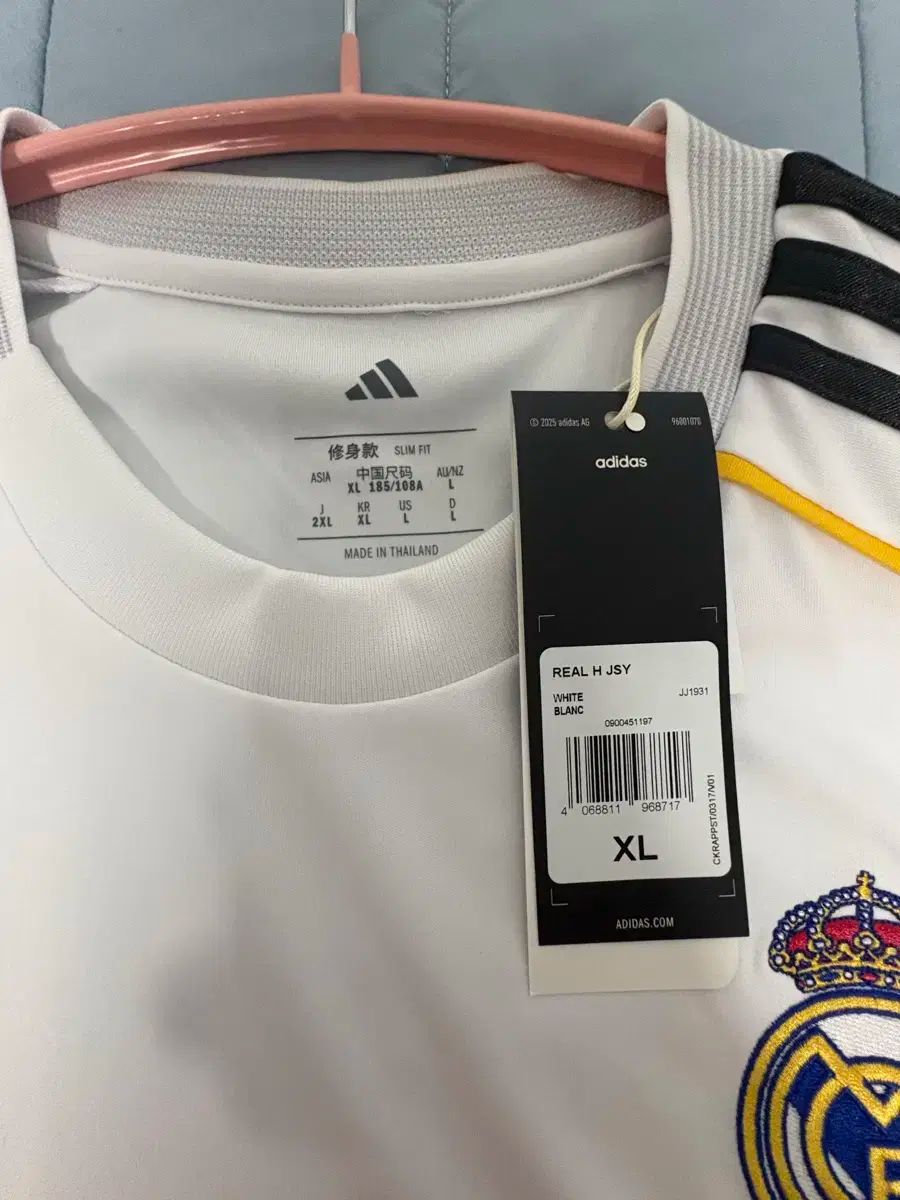 修身款 SLIM FIT
ASIA 中国尺码 AU/NZ
XL 185/108A L
J KR US D
2XL XL L L
MADE IN THAILAND
© 2025 adidas AG 96001070
adidas
REAL H JSY
WHITE JJ1931
BLANC
0900451197
4 068811 968717
CKRAPPST/0317/V01
XL
ADIDAS.COM